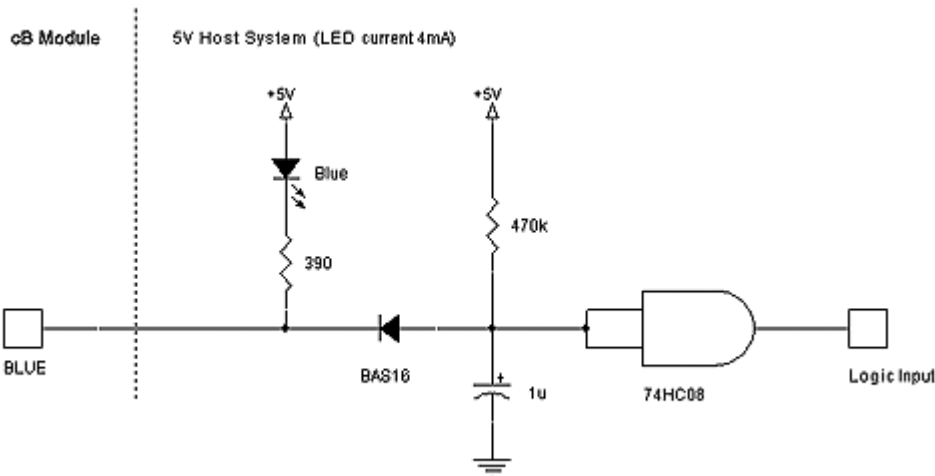 cB Module
5V Host System (LED current 4mA)
+5V
+5V
Blue
470k
390
BLUE
BAS16
+
1u
74HC08
Logic Input